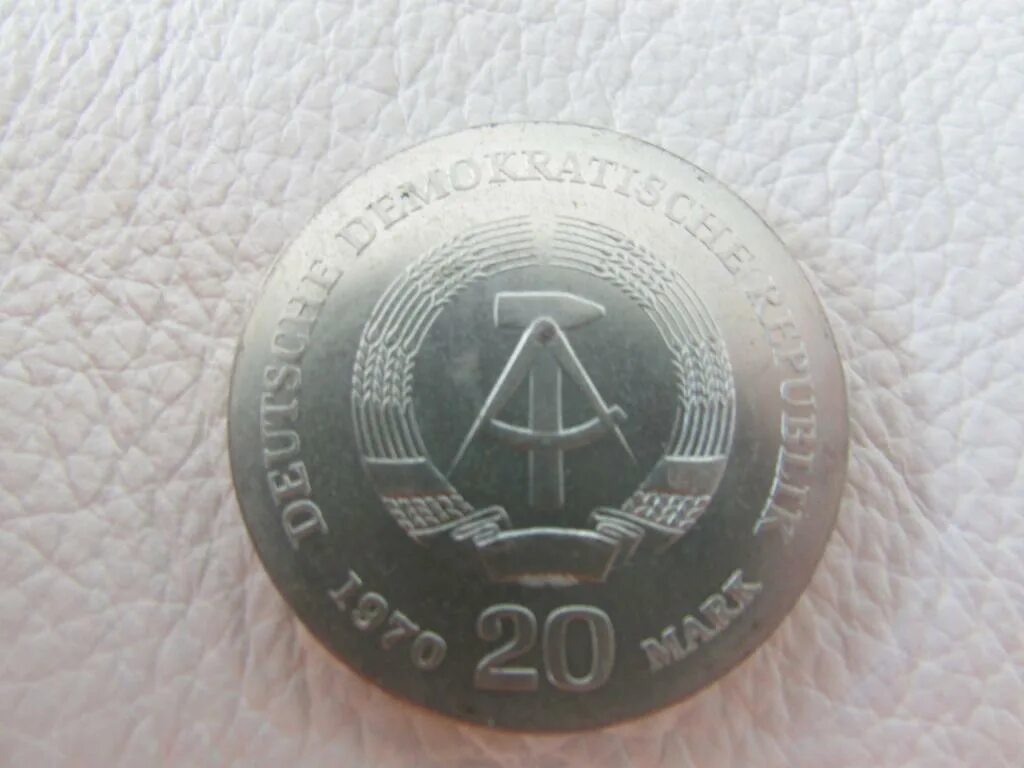 DEUTSCHE DEMOKRATISCHE REPUBLIK
1970 20 MARK